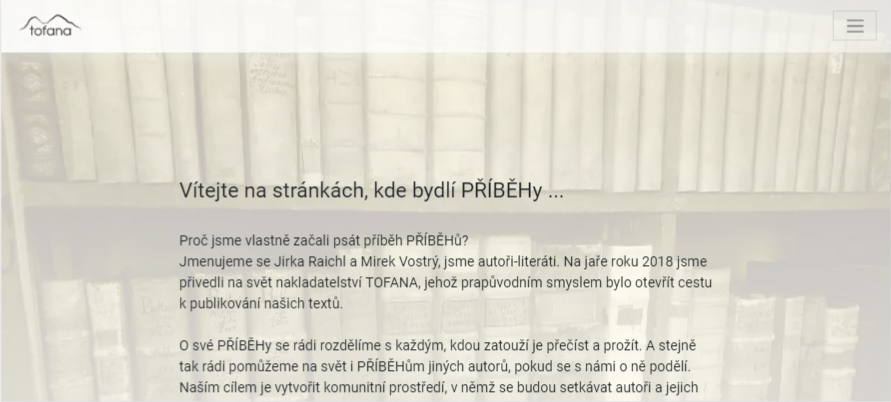 tofana
Vítejte na stránkách, kde bydlí PŘÍBĚHy ...
Proč jsme vlastně začali psát příběh PŘÍBĚHů?
Jmenujeme se Jirka Raichl a Mirek Vostrý, jsme autoři-literáti. Na jaře roku 2018 jsme
přivedli na svět nakladatelství TOFANA, jehož prapůvodním smyslem bylo otevřít cestu
k publikování našich textů.
O své PŘÍBĚHy se rádi rozdělíme s každým, kdou zatouží je přečíst a prožít. A stejně
tak rádi pomůžeme na svět i PŘÍBĚHům jiných autorů, pokud se s námi o ně podělí.
Naším cílem je vytvořit komunitní prostředí, v němž se budou setkávat autoři a jejich